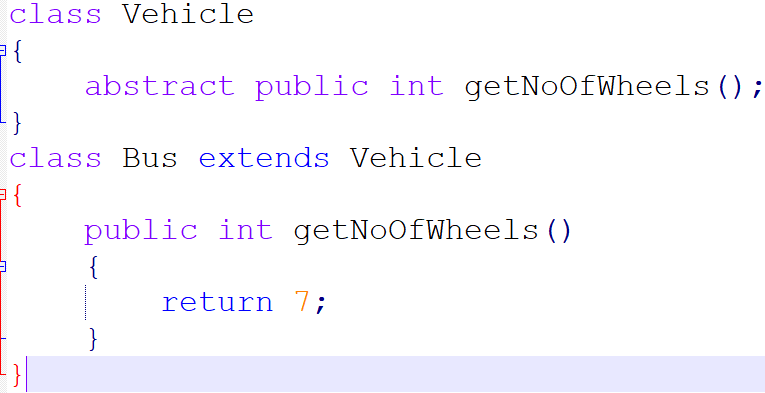 class Vehicle
{
    abstract public int getNoOfWheels();
}
class Bus extends Vehicle
{
    public int getNoOfWheels()
    {
        return 7;
    }
}